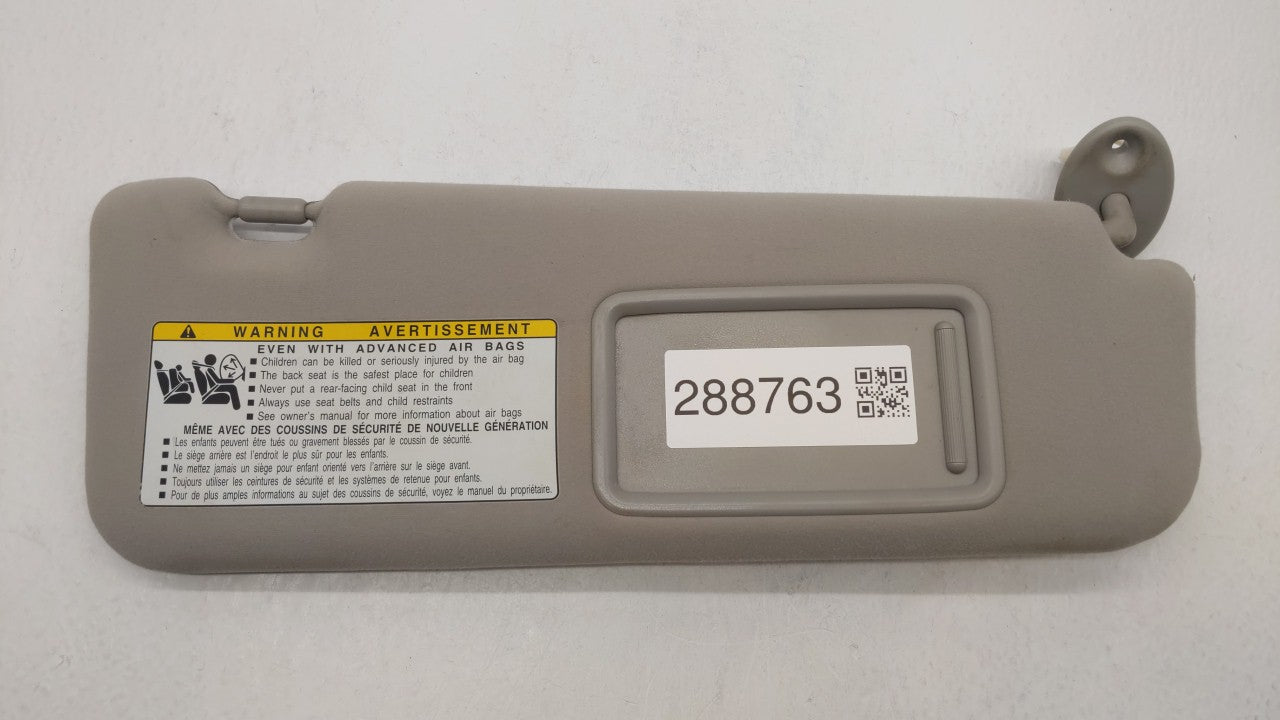 WARNING AVERTISSEMENT
EVEN WITH ADVANCED AIR BAGS
■ Children can be killed or seriously injured by the air bag
■ The back seat is the safest place for children
■ Never put a rear-facing child seat in the front
■ Always use seat belts and child restraints
■ See owner's manual for more information about air bags
MÊME AVEC DES COUSSINS DE SÉCURITÉ DE NOUVELLE GÉNÉRATION
■ Les enfants peuvent être tués ou gravement blessés par le coussin de sécurité.
■ Le siège arrière est l'endroit le plus sûr pour les enfants.
■ Ne mettez jamais un siège pour enfant orienté vers l'arrière sur le siège avant.
■ Toujours utiliser les ceintures de sécurité et les systèmes de retenue pour enfants.
■ Pour de plus amples informations au sujet des coussins de sécurité, voyez le manuel du propriétaire.
288763